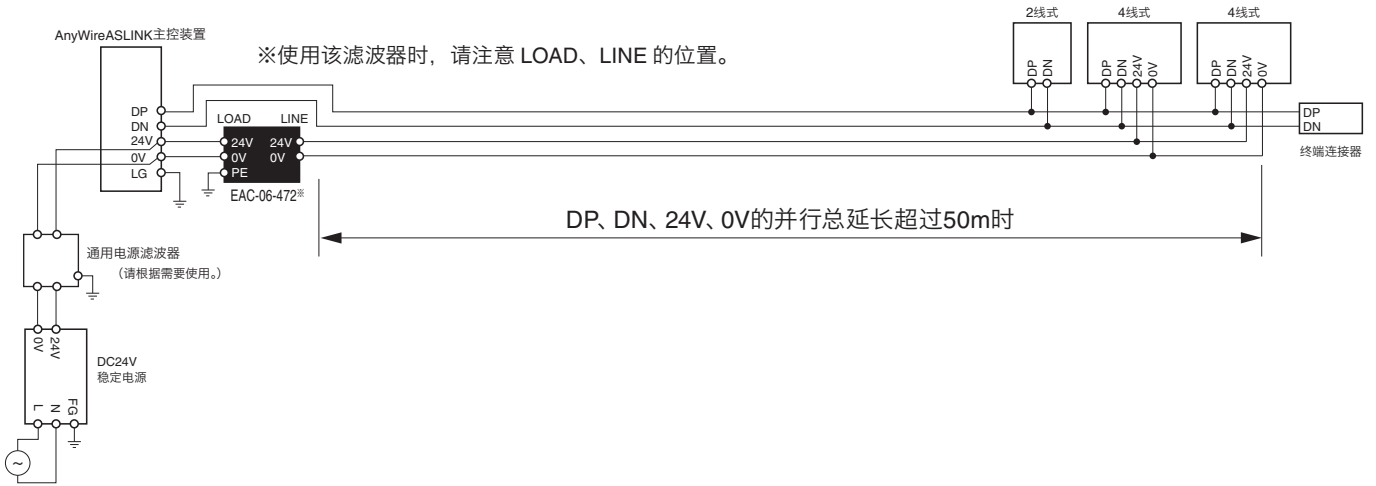 2线式
4线式
4线式
AnyWireASLINK主控装置
※使用该滤波器时，请注意 LOAD、LINE 的位置。
DP
DN
DP
DN
24V
0V
DP
DN
24V
0V
DP
DN
24V
0V
LG
LOAD
LINE
24V
24V
0V
0V
PE
EAC-06-472※
DP
DN
终端连接器
DP、DN、24V、0V的并行总延长超过50m时
通用电源滤波器
（请根据需要使用。）
0V
24V
DC24V
稳定电源
L
N
FG
~